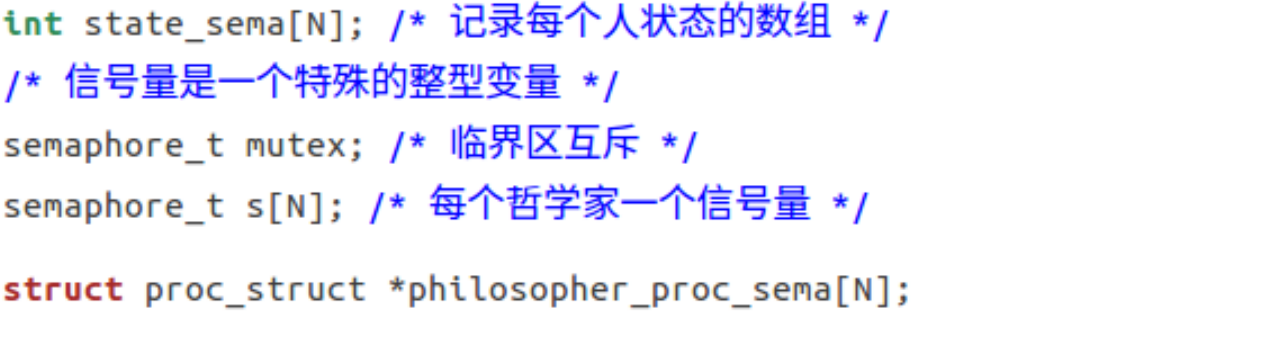 int state_sema[N]; /* 记录每个人状态的数组 */
/* 信号量是一个特殊的整型变量 */
semaphore_t mutex; /* 临界区互斥 */
semaphore_t s[N]; /* 每个哲学家一个信号量 */
struct proc_struct *philosopher_proc_sema[N];